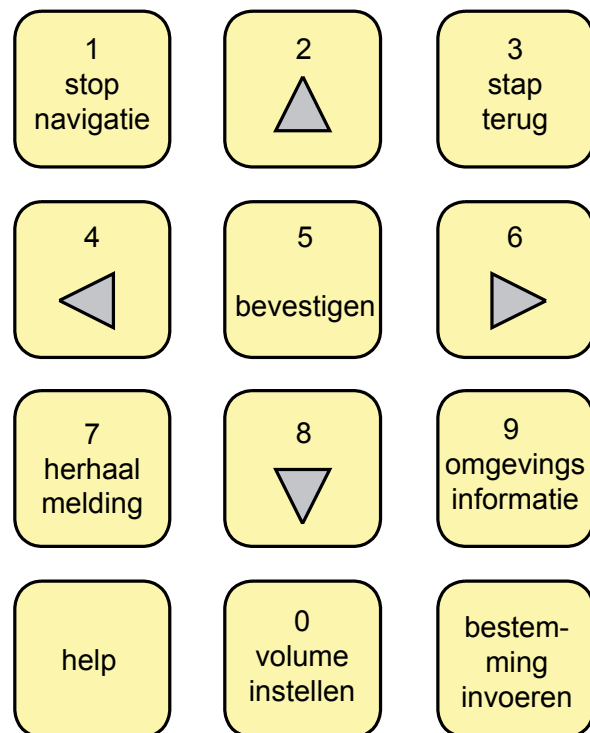 1
stop
navigatie
2
3
stap
terug
4
5
bevestigen
6
7
herhaal
melding
8
9
omgevings
informatie
help
0
volume
instellen
bestem-
ming
invoeren